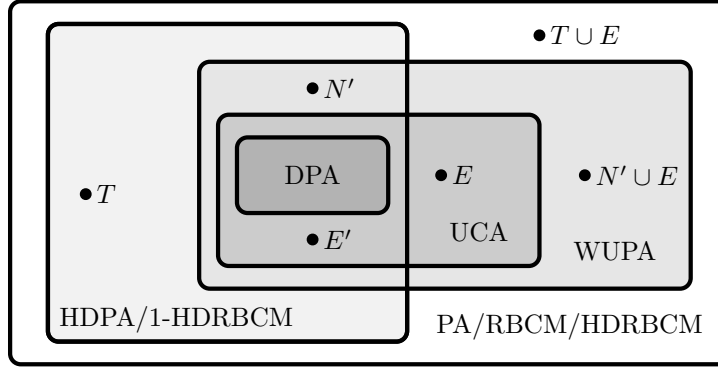 T ∪ E
N′
DPA
E
N′ ∪ E
T
E′
UCA
WUPA
HDPA/1-HDRBCM
PA/RBCM/HDRBCM